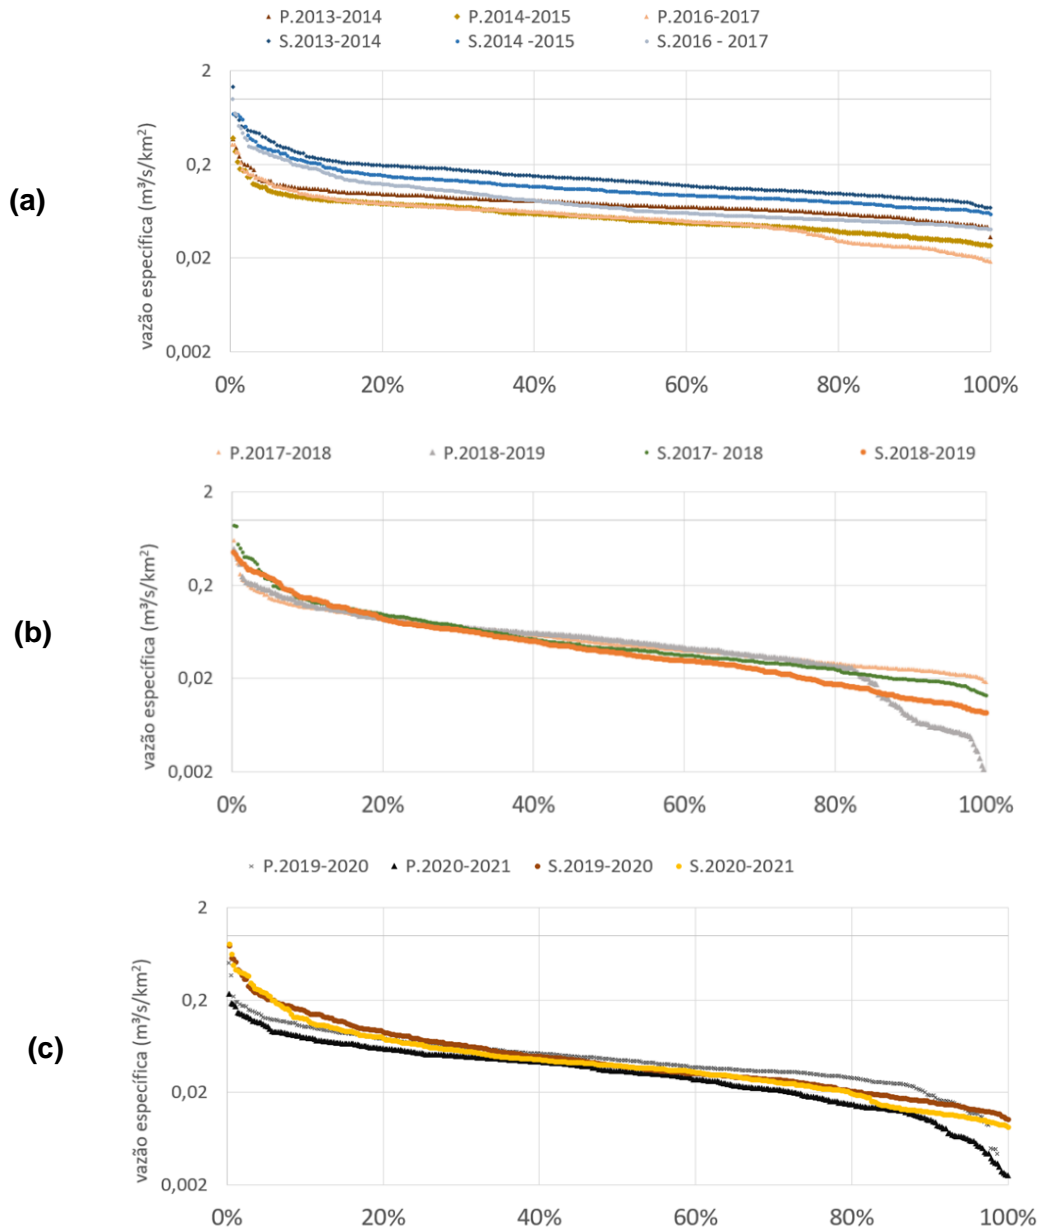 P.2013-2014 P.2014-2015 P.2016-2017
S.2013-2014 S.2014 -2015 S.2016 - 2017
(a)
vazão específica (m³/s/km²)
2
0,2
0,02
0,002
0% 20% 40% 60% 80% 100%
P.2017-2018 P.2018-2019 S.2017- 2018 S.2018-2019
(b)
vazão específica (m³/s/km²)
2
0,2
0,02
0,002
0% 20% 40% 60% 80% 100%
P.2019-2020 P.2020-2021 S.2019-2020 S.2020-2021
(c)
vazão específica (m³/s/km²)
2
0,2
0,02
0,002
0% 20% 40% 60% 80% 100%